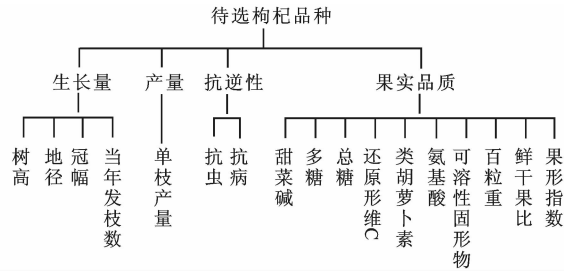 待选枸杞品种
生长量
产量
抗逆性
果实品质
树高
地径
冠幅
当年发枝数
单枝产量
抗虫
抗病
甜菜碱
多糖
总糖
还原形维C
类胡萝卜素
氨基酸
可溶性固形物
百粒重
鲜干果比
果形指数